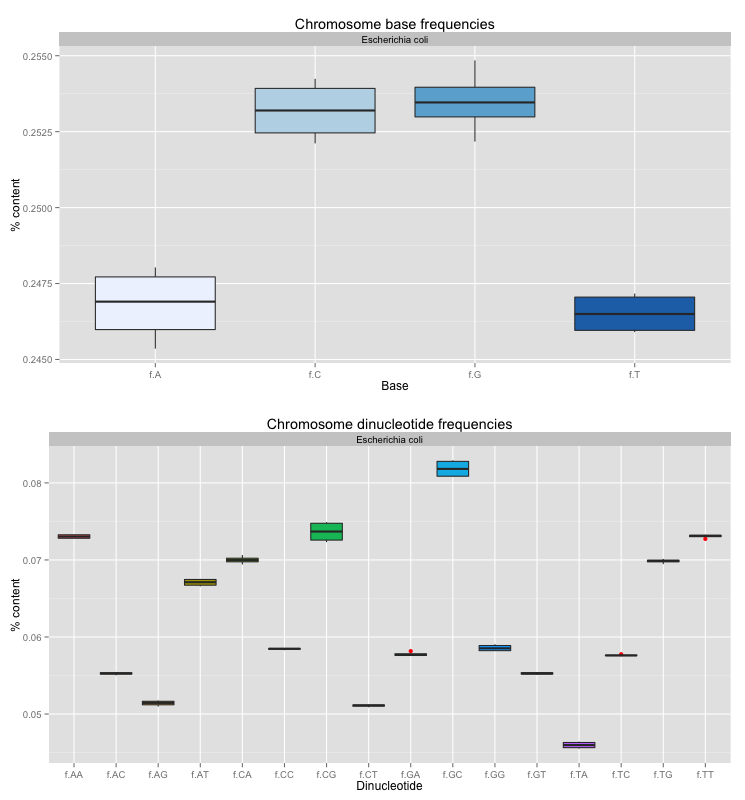 Chromosome base frequencies
Escherichia coli
0.2550
0.2525
0.2500
0.2475
0.2450
% content
f.A f.C f.G f.T
Base
Chromosome dinucleotide frequencies
Escherichia coli
0.08
0.07
0.06
0.05
% content
f.AA f.AC f.AG f.AT f.CA f.CC f.CG f.CT f.GA f.GC f.GG f.GT f.TA f.TC f.TG f.TT
Dinucleotide